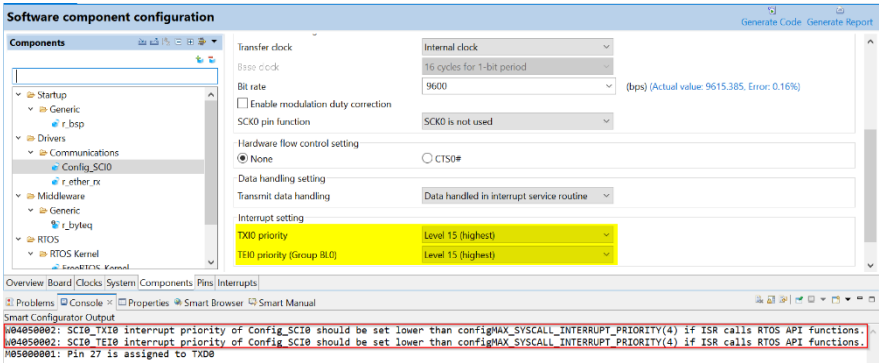 Software component configuration
Generate Code Generate Report
Components
Startup
Generic
r_bsp
Drivers
Communications
Config_SCI0
r_ether_rx
Middleware
Generic
r_byteq
RTOS
RTOS Kernel
FreeRTOS_Kernel
Transfer clock Internal clock
Base clock 16 cycles for 1-bit period
Bit rate 9600 (bps) (Actual value: 9615.385, Error: 0.16%)
Enable modulation duty correction
SCK0 pin function SCK0 is not used
Hardware flow control setting
None CTS0#
Data handling setting
Transmit data handling Data handled in interrupt service routine
Interrupt setting
TXI0 priority Level 15 (highest)
TEI0 priority (Group BL0) Level 15 (highest)
Overview Board Clocks System Components Pins Interrupts
Problems Console Properties Smart Browser Smart Manual
Smart Configurator Output
W04050002: SCI0_TXI0 interrupt priority of Config_SCI0 should be set lower than configMAX_SYSCALL_INTERRUPT_PRIORITY(4) if ISR calls RTOS API functions.
W04050002: SCI0_TEI0 interrupt priority of Config_SCI0 should be set lower than configMAX_SYSCALL_INTERRUPT_PRIORITY(4) if ISR calls RTOS API functions.
M05000001: Pin 27 is assigned to TXD0